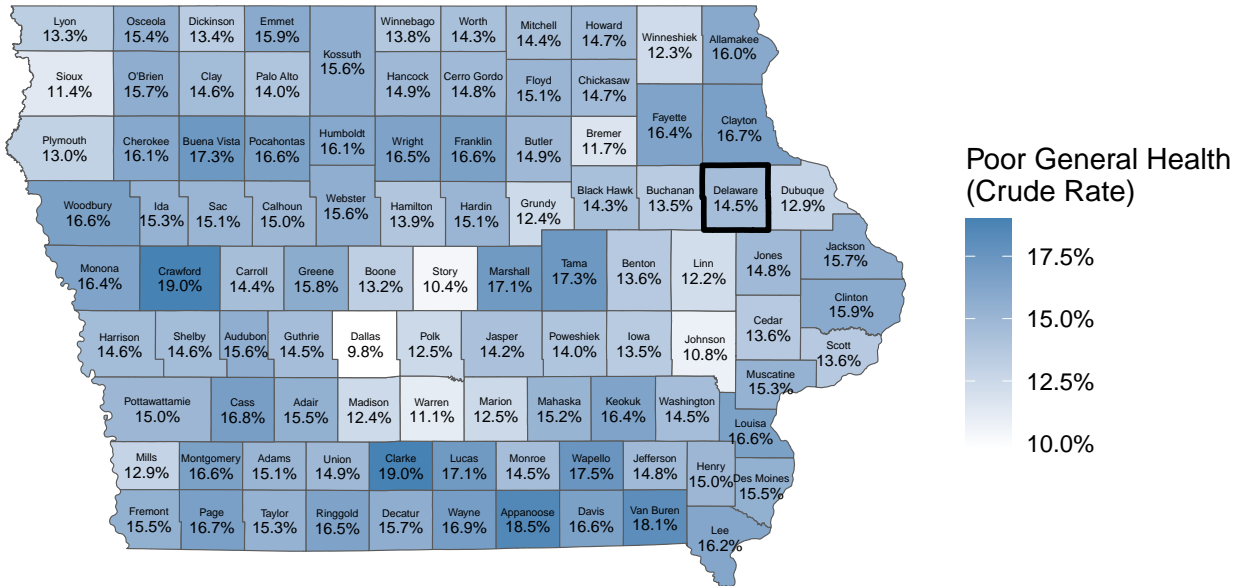 Lyon
13.3%
Osceola
15.4%
Dickinson
13.4%
Emmet
15.9%
Kossuth
15.6%
Winnebago
13.8%
Worth
14.3%
Mitchell
14.4%
Howard
14.7%
Winneshiek
12.3%
Allamakee
16.0%
Sioux
11.4%
O'Brien
15.7%
Clay
14.6%
Palo Alto
14.0%
Hancock
14.9%
Cerro Gordo
14.8%
Floyd
15.1%
Chickasaw
14.7%
Fayette
16.4%
Clayton
16.7%
Plymouth
13.0%
Cherokee
16.1%
Buena Vista
17.3%
Pocahontas
16.6%
Humboldt
16.1%
Wright
16.5%
Franklin
16.6%
Butler
14.9%
Bremer
11.7%
Woodbury
16.6%
Ida
15.3%
Sac
15.1%
Calhoun
15.0%
Webster
15.6%
Hamilton
13.9%
Hardin
15.1%
Grundy
12.4%
Black Hawk
14.3%
Buchanan
13.5%
Delaware
14.5%
Dubuque
12.9%
Monona
16.4%
Crawford
19.0%
Carroll
14.4%
Greene
15.8%
Boone
13.2%
Story
10.4%
Marshall
17.1%
Tama
17.3%
Benton
13.6%
Linn
12.2%
Jones
14.8%
Jackson
15.7%
Clinton
15.9%
Harrison
14.6%
Shelby
14.6%
Audubon
15.6%
Guthrie
14.5%
Dallas
9.8%
Polk
12.5%
Jasper
14.2%
Poweshiek
14.0%
Iowa
13.5%
Johnson
10.8%
Cedar
13.6%
Scott
13.6%
Muscatine
15.3%
Pottawattamie
15.0%
Cass
16.8%
Adair
15.5%
Madison
12.4%
Warren
11.1%
Marion
12.5%
Mahaska
15.2%
Keokuk
16.4%
Washington
14.5%
Louisa
16.6%
Mills
12.9%
Montgomery
16.6%
Adams
15.1%
Union
14.9%
Clarke
19.0%
Lucas
17.1%
Monroe
14.5%
Wapello
17.5%
Jefferson
14.8%
Henry
15.0%
Des Moines
15.5%
Fremont
15.5%
Page
16.7%
Taylor
15.3%
Ringgold
16.5%
Decatur
15.7%
Wayne
16.9%
Appanoose
18.5%
Davis
16.6%
Van Buren
18.1%
Lee
16.2%
Poor General Health
(Crude Rate)
17.5%
15.0%
12.5%
10.0%